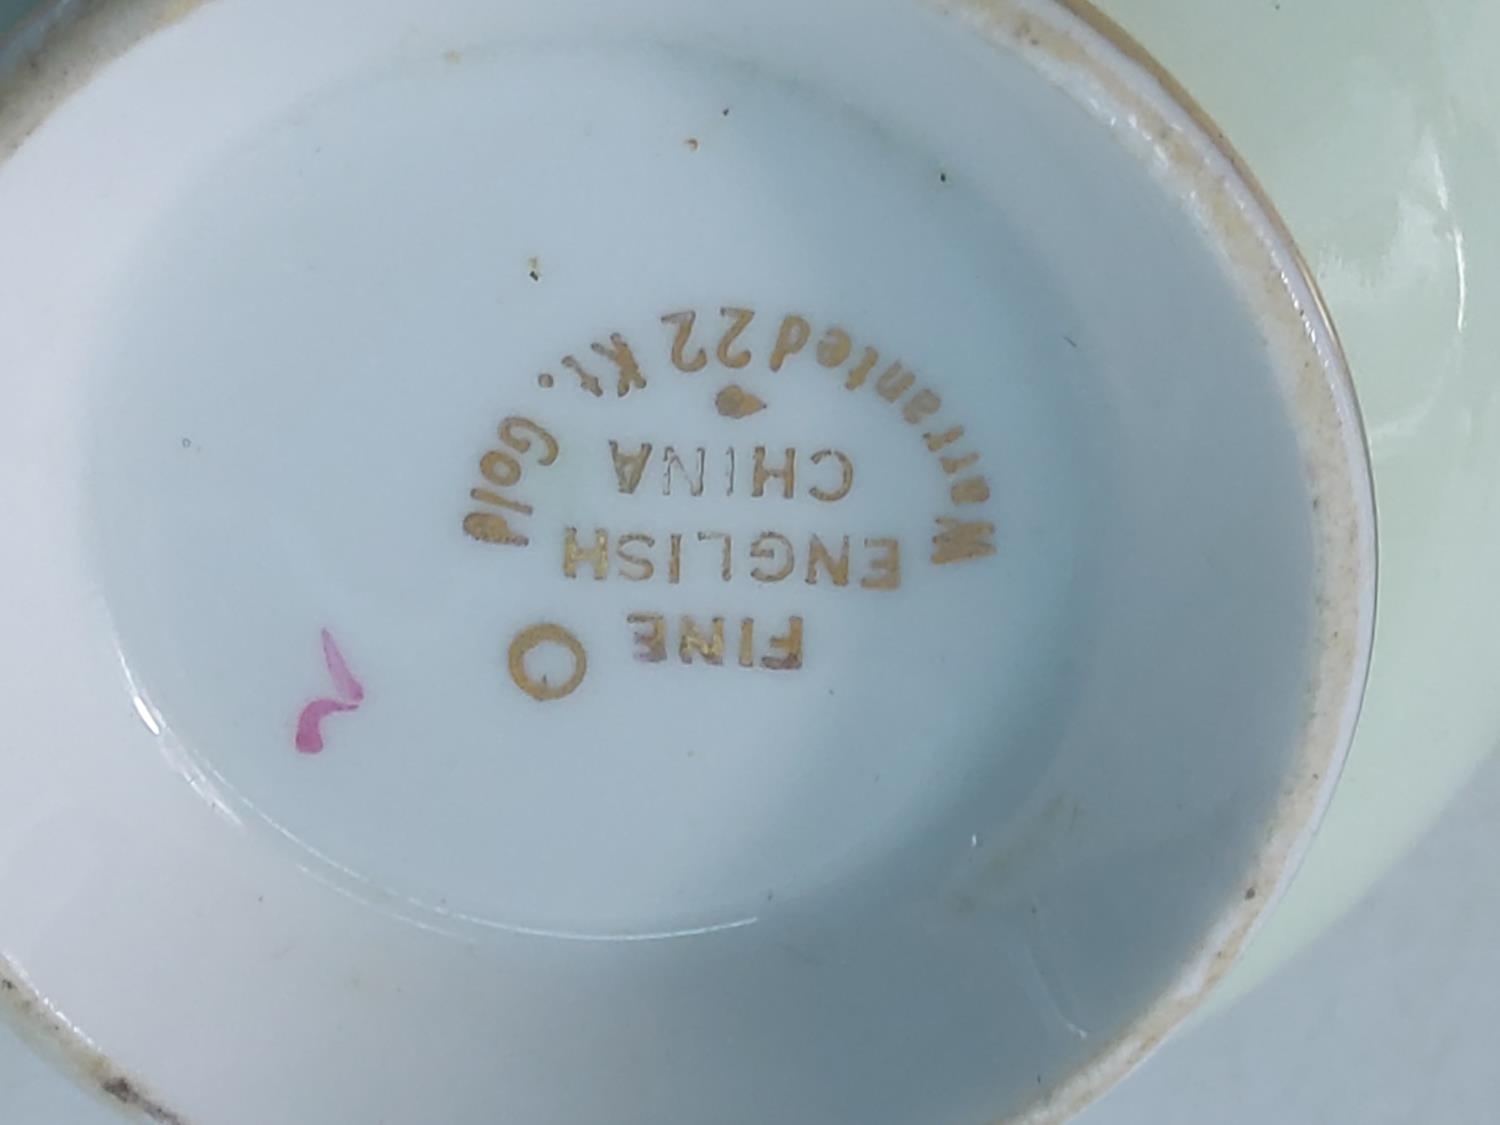 FINE
ENGLISH
CHINA
Warranted 22 Kt. Gold